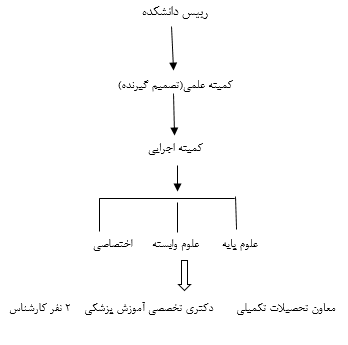 رییس دانشکده
کمیته علمی(تصمیم گیرنده)
کمیته اجرایی
علوم پایه علوم وابسته اختصاصی
معاون تحصیلات تکمیلی دکتری تخصصی آموزش پزشکی ۲ نفر کارشناس